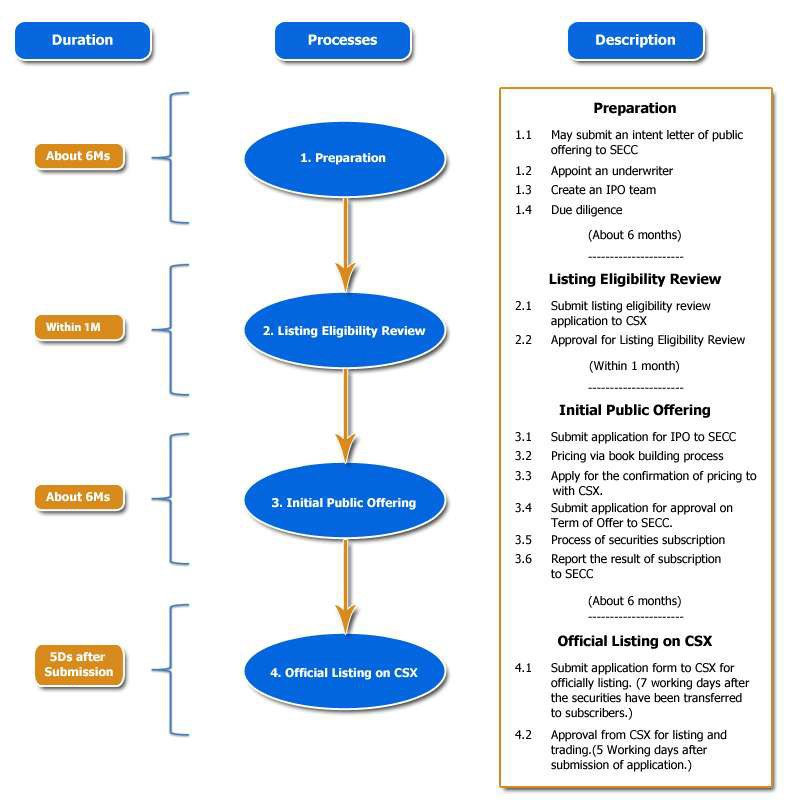 Duration
Processes
Description
About 6Ms
1. Preparation
Within 1M
2. Listing Eligibility Review
About 6Ms
3. Initial Public Offering
5Ds after
Submission
4. Official Listing on CSX
Preparation
1.1 May submit an intent letter of public
offering to SECC
1.2 Appoint an underwriter
1.3 Create an IPO team
1.4 Due diligence
(About 6 months)
----------------------
Listing Eligibility Review
2.1 Submit listing eligibility review
application to CSX
2.2 Approval for Listing Eligibility Review
(Within 1 month)
----------------------
Initial Public Offering
3.1 Submit application for IPO to SECC
3.2 Pricing via book building process
3.3 Apply for the confirmation of pricing to
with CSX.
3.4 Submit application for approval on
Term of Offer to SECC.
3.5 Process of securities subscription
3.6 Report the result of subscription
to SECC
(About 6 months)
----------------------
Official Listing on CSX
4.1 Submit application form to CSX for
officially listing. (7 working days after
the securities have been transferred
to subscribers.)
4.2 Approval from CSX for listing and
trading.(5 Working days after
submission of application.)